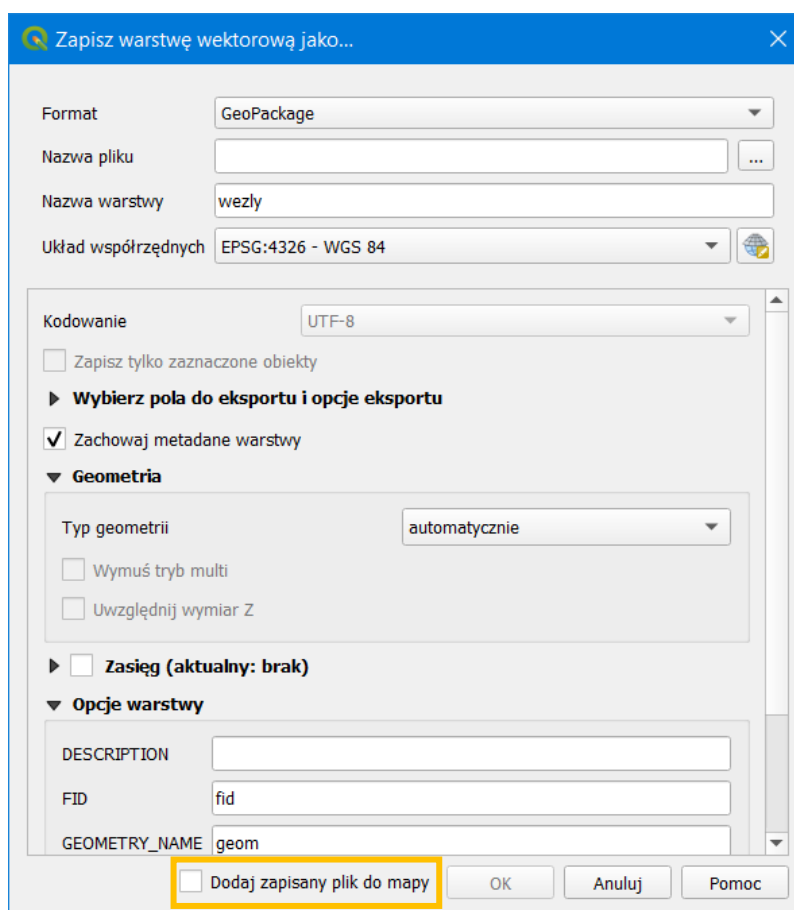 Zapisz warstwę wektorową jako...
Format GeoPackage
Nazwa pliku ...
Nazwa warstwy wezly
Układ współrzędnych EPSG:4326 - WGS 84
Kodowanie UTF-8
Zapisz tylko zaznaczone obiekty
Wybierz pola do eksportu i opcje eksportu
Zachowaj metadane warstwy
Geometria
Typ geometrii automatycznie
Wymuś tryb multi
Uwzględnij wymiar Z
Zasięg (aktualny: brak)
Opcje warstwy
DESCRIPTION
FID fid
GEOMETRY_NAME geom
Dodaj zapisany plik do mapy OK Anuluj Pomoc